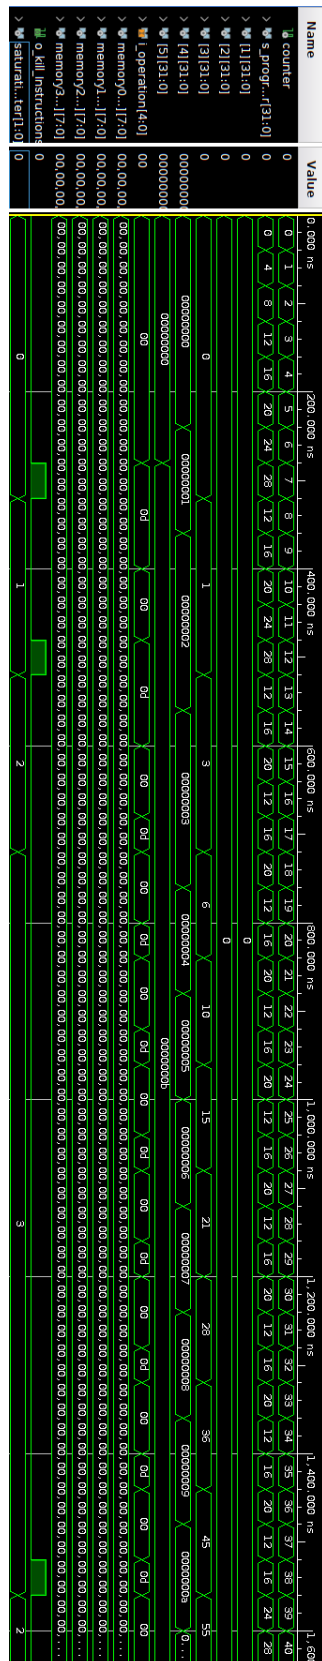 Name Value 0.000 ns 200.000 ns 400.000 ns 600.000 ns 800.000 ns 1,000.000 ns 1,200.000 ns 1,400.000 ns 1,600
counter 0 0 1 2 3 4 5 6 7 8 9 10 11 12 13 14 15 16 17 18 19 20 21 22 23 24 25 26 27 28 29 30 31 32 33 34 35 36 37 38 39 40
s_progr...r[31:0] 0 0 4 8 12 16 20 24 28 12 16 20 24 28 12 16 20 12 16 20 12 16 20 12 16 20 12 16 20 12 16 20 12 16 20 12 16 20 12 16 24 28
[1][31:0] 0 0
[2][31:0] 0 0
[3][31:0] 0 0 1 3 6 10 15 21 28 36 45 55
[4][31:0] 00000000 00000000 00000001 00000002 00000003 00000004 00000005 00000006 00000007 00000008 00000009 0000000a 0...
[5][31:0] 00000000 00000000 0000000b
i_operation[4:0] 00 00 0d 00 0d 00 0d 00 0d 00 0d 00 0d 00 0d 00 0d 00 0d 00 0d 00
memory0... [7:0] 00,00,00,
memory1... [7:0] 00,00,00,
memory2... [7:0] 00,00,00,
memory3... [7:0] 00,00,00,
o_kill_instructions 0
saturati...ter[1:0] 0 0 1 2 3 2